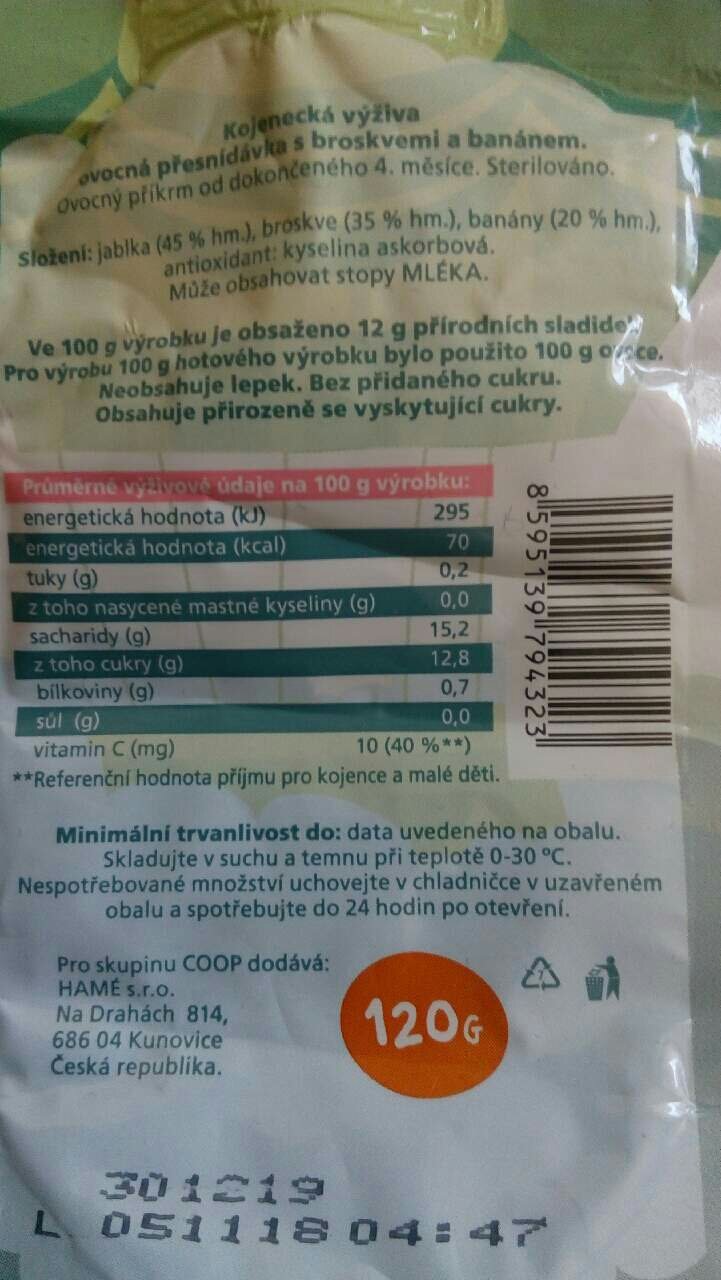 Kojenecká výživa
ovocná přesnídávka s broskvemi a banánem.
Ovocný příkrm od dokončeného 4. měsíce. Sterilováno.
Složení: jablka (45 % hm.), broskve (35 % hm.), banány (20 % hm.),
antioxidant: kyselina askorbová.
Může obsahovat stopy MLÉKA.
Ve 100 g výrobku je obsaženo 12 g přírodních
Pro výrobu 100 g hotového výrobku bylo použito 100 g
Neobsahuje lepek. Bez přidaného cukru.
Obsahuje přirozeně se vyskytující cukry.
Průměrné výživové údaje na 100 g výrobku:
energetická hodnota (kJ) 295
energetická hodnota (kcal) 70
tuky (g) 0,2
z toho nasycené mastné kyseliny (g) 0,0
sacharidy (g) 15,2
z toho cukry (g) 12,8
bílkoviny (g) 0,7
sůl (g) 0,0
vitamin C (mg) 10 (40 %**)
**Referenční hodnota příjmu pro kojence a malé děti.
8 595139 794323
Minimální trvanlivost do: data uvedeného na obalu.
Skladujte v suchu a temnu při teplotě 0-30 ºC.
Nespotřebované množství uchovejte v chladničce v uzavřeném
obalu a spotřebujte do 24 hodin po otevření.
Pro skupinu COOP dodává:
HAMÉ s.r.o.
Na Drahách 814,
686 04 Kunovice
Česká republika.
120G
7
301219
L. 051118 04:47